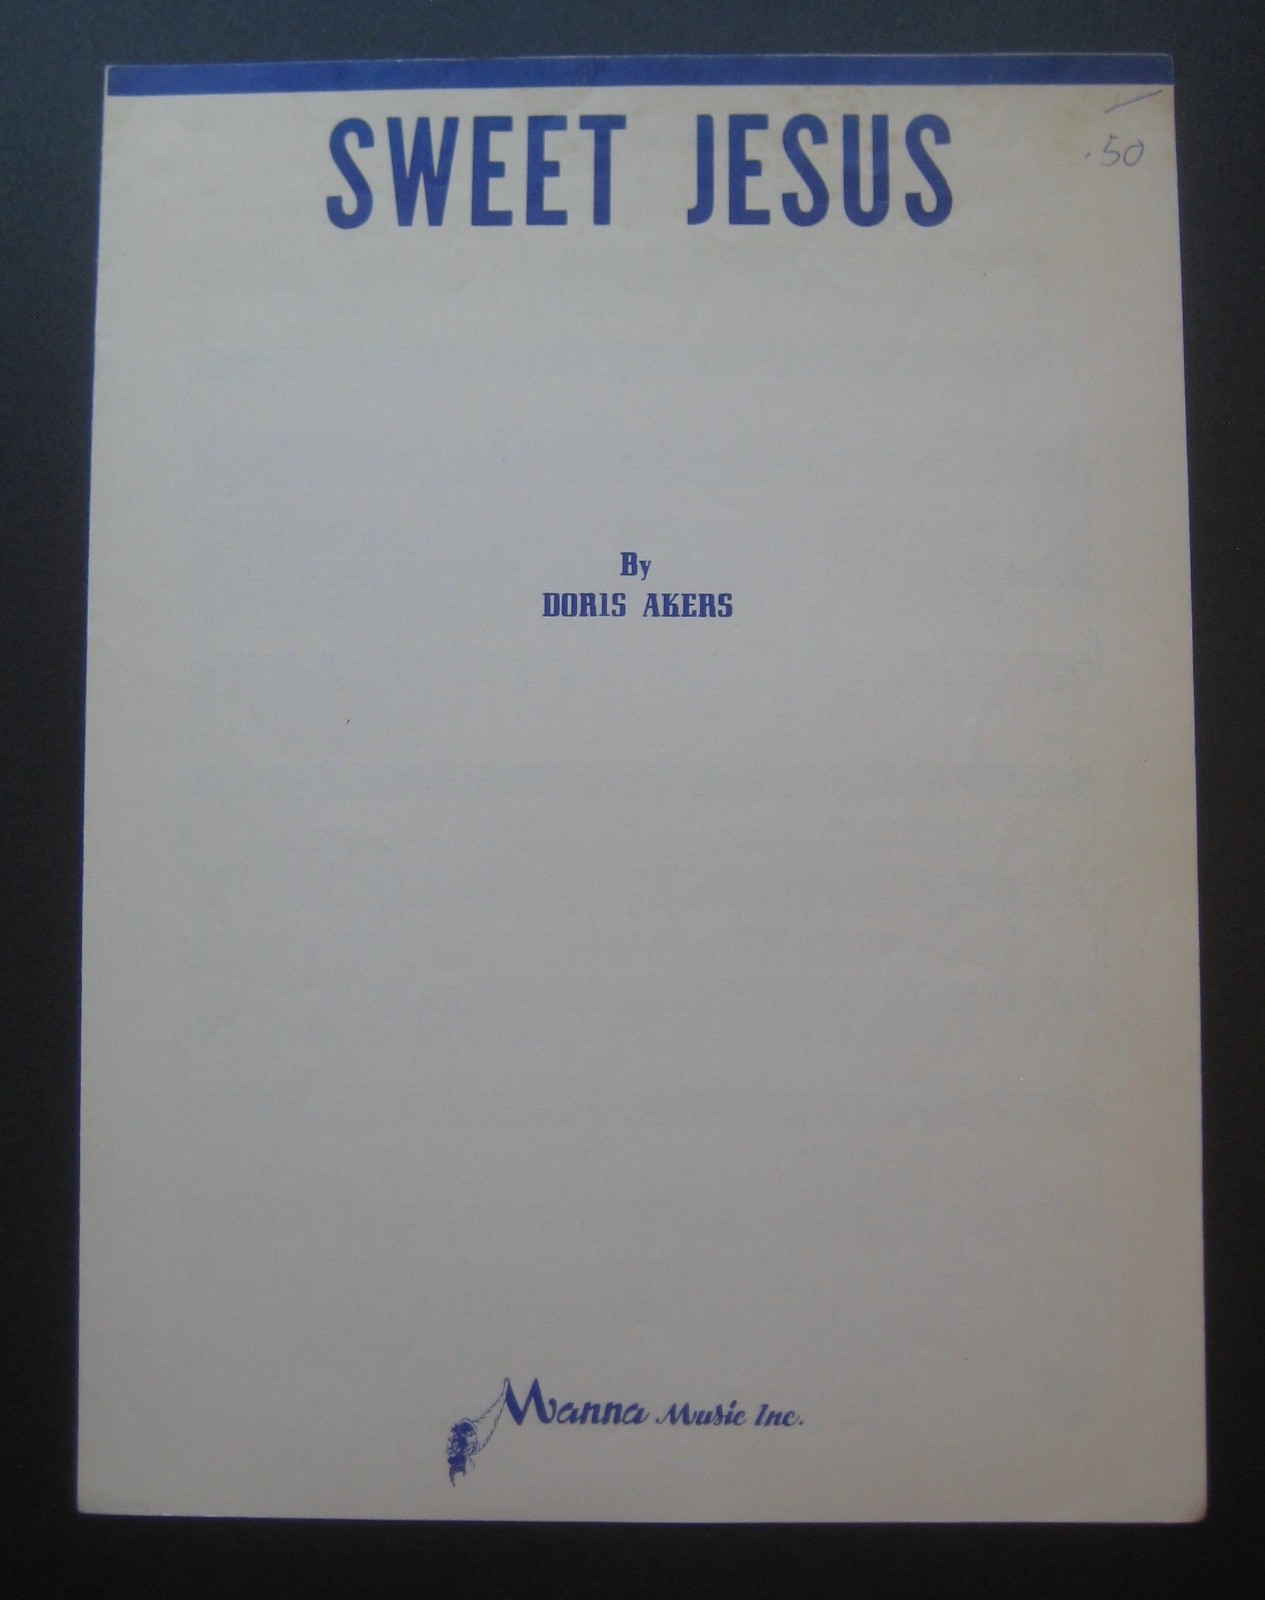 SWEET JESUS
.50
By
DORIS AKERS
Manna Music Inc.